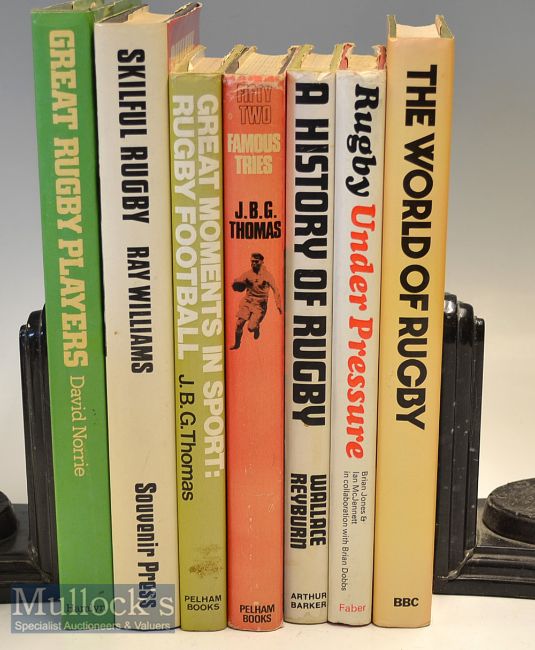 GREAT RUGBY PLAYERS
David Norrie
Hamlyn
SKILFUL RUGBY
RAY WILLIAMS
Souvenir Press
GREAT MOMENTS IN SPORT:
RUGBY FOOTBALL
J.B.G. Thomas
PELHAM
BOOKS
FIFTY
TWO
FAMOUS
TRIES
J.B.G.
THOMAS
PELHAM
BOOKS
A HISTORY OF RUGBY
WALLACE
REYBURN
ARTHUR
BARKER
Rugby Under Pressure
Brian Jones &
Ian McJennett
in collaboration with Brian Dobbs
Faber
THE WORLD OF RUGBY
BBC
Mullock's
Specialist Auctioneers & Valuers